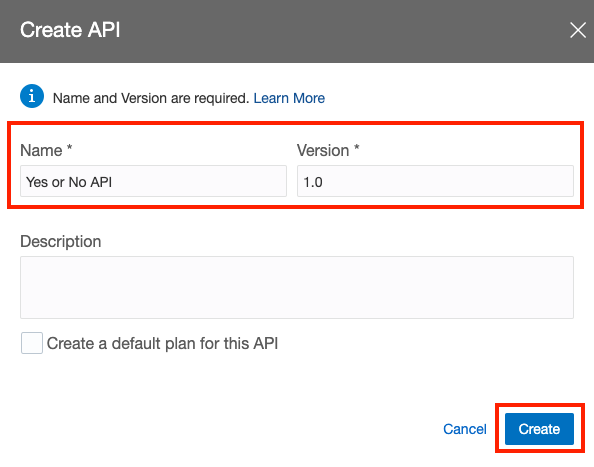 Create API
Name and Version are required. Learn More
Name * Version *
Yes or No API 1.0
Description
Create a default plan for this API
Cancel Create